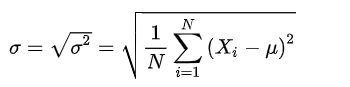 σ = √σ² = √(1/N ∑_{i=1}^{N} (X_i − μ)²)